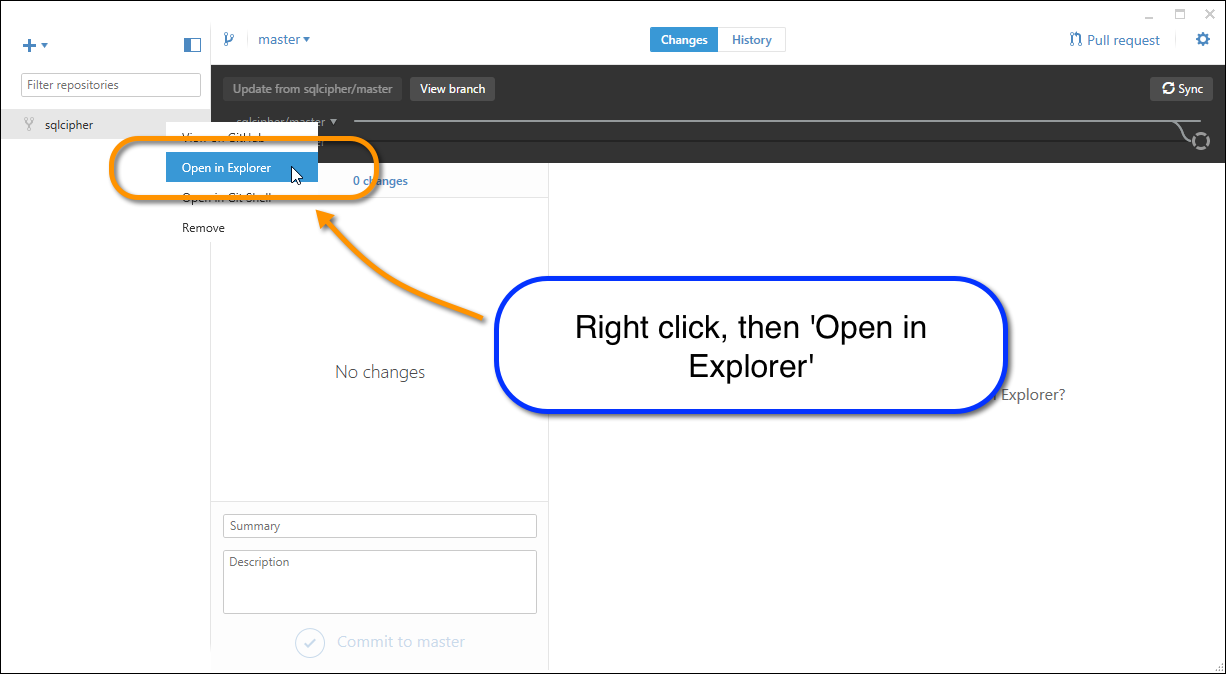 master
Changes
History
Pull request
Filter repositories
Update from sqlcipher/master
View branch
Sync
sqlcipher
sqlcipher/master
View on GitHub
Open in Explorer
0 changes
Open in Git Shell
Remove
Right click, then 'Open in
Explorer'
No changes
Explorer?
Summary
Description
Commit to master